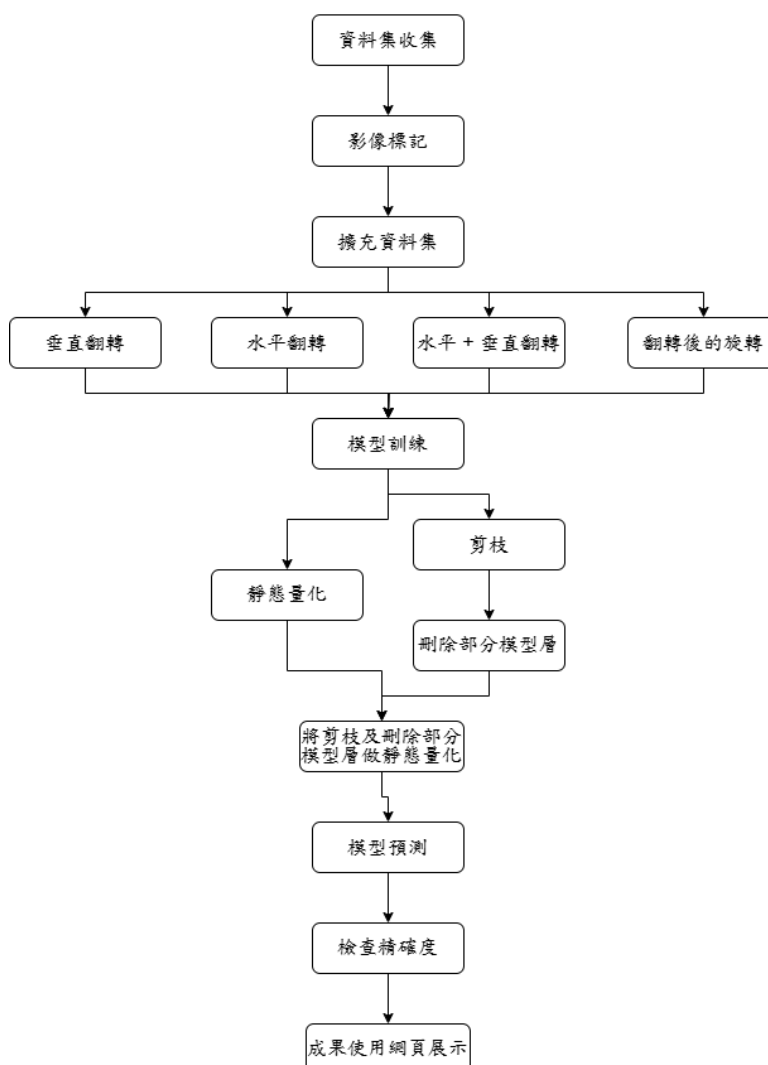 資料集收集
影像標記
擴充資料集
垂直翻轉
水平翻轉
水平 + 垂直翻轉
翻轉後的旋轉
模型訓練
剪枝
靜態量化
刪除部分模型層
將剪枝及刪除部分
模型層做靜態量化
模型預測
檢查精確度
成果使用網頁展示